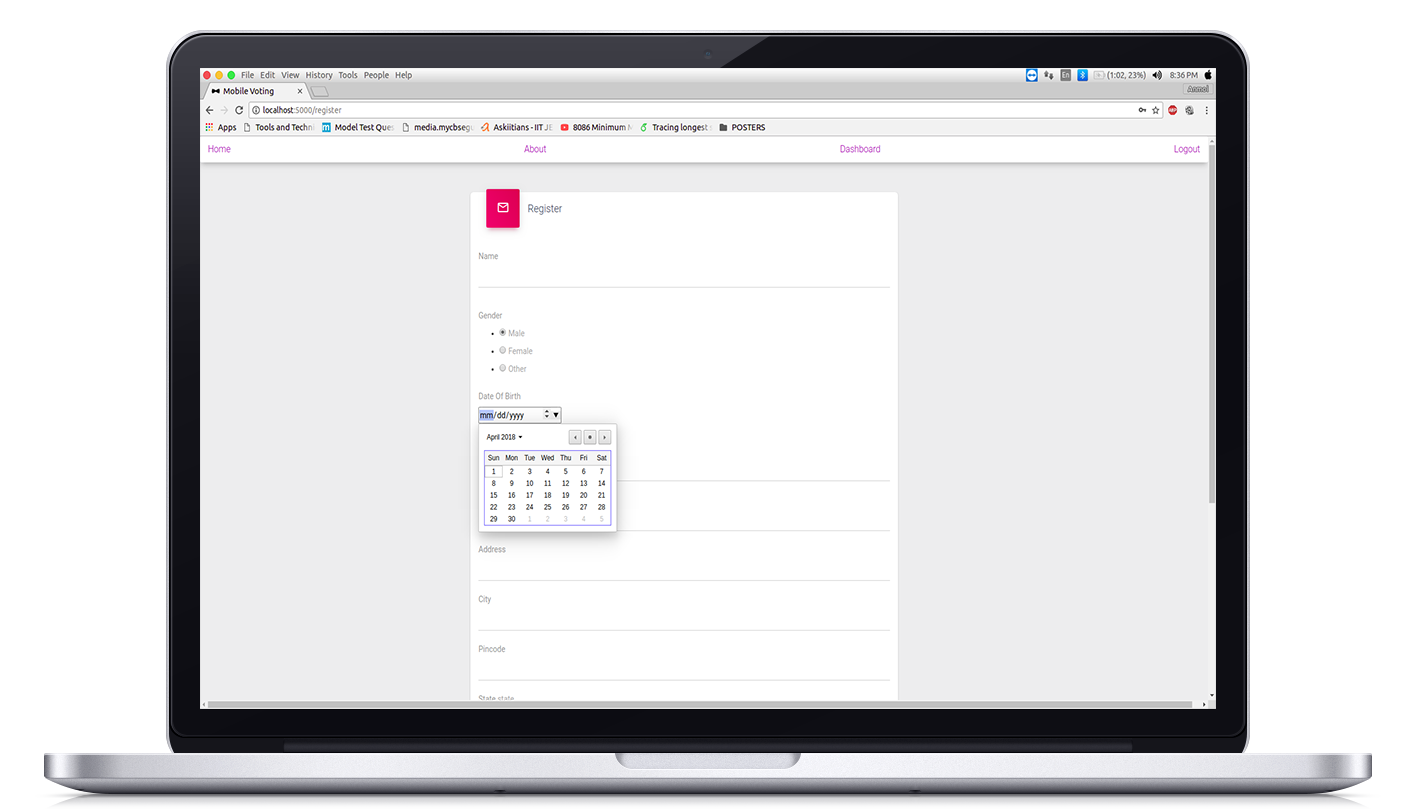 File Edit View History Tools People Help
En (1:02, 23%) 8:36 PM
Mobile Voting
Anmol
localhost:5000/register
ABP
Apps Tools and Techni Model Test Ques media.mycbsegu Askiitians - IIT JE 8086 Minimum M Tracing longest s POSTERS
Home About Dashboard Logout
Register
Name
Gender
Male
Female
Other
Date Of Birth
mm/dd/yyyy
April 2018
Sun Mon Tue Wed Thu Fri Sat
1 2 3 4 5 6 7
8 9 10 11 12 13 14
15 16 17 18 19 20 21
22 23 24 25 26 27 28
29 30 1 2 3 4 5
Address
City
Pincode
State state